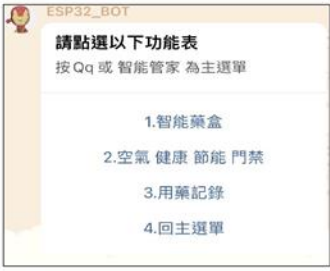 ESP32_BOT
請點選以下功能表
按Qq 或 智能管家 為主選單
1.智能藥盒
2.空氣 健康 節能 門禁
3.用藥記錄
4.回主選單